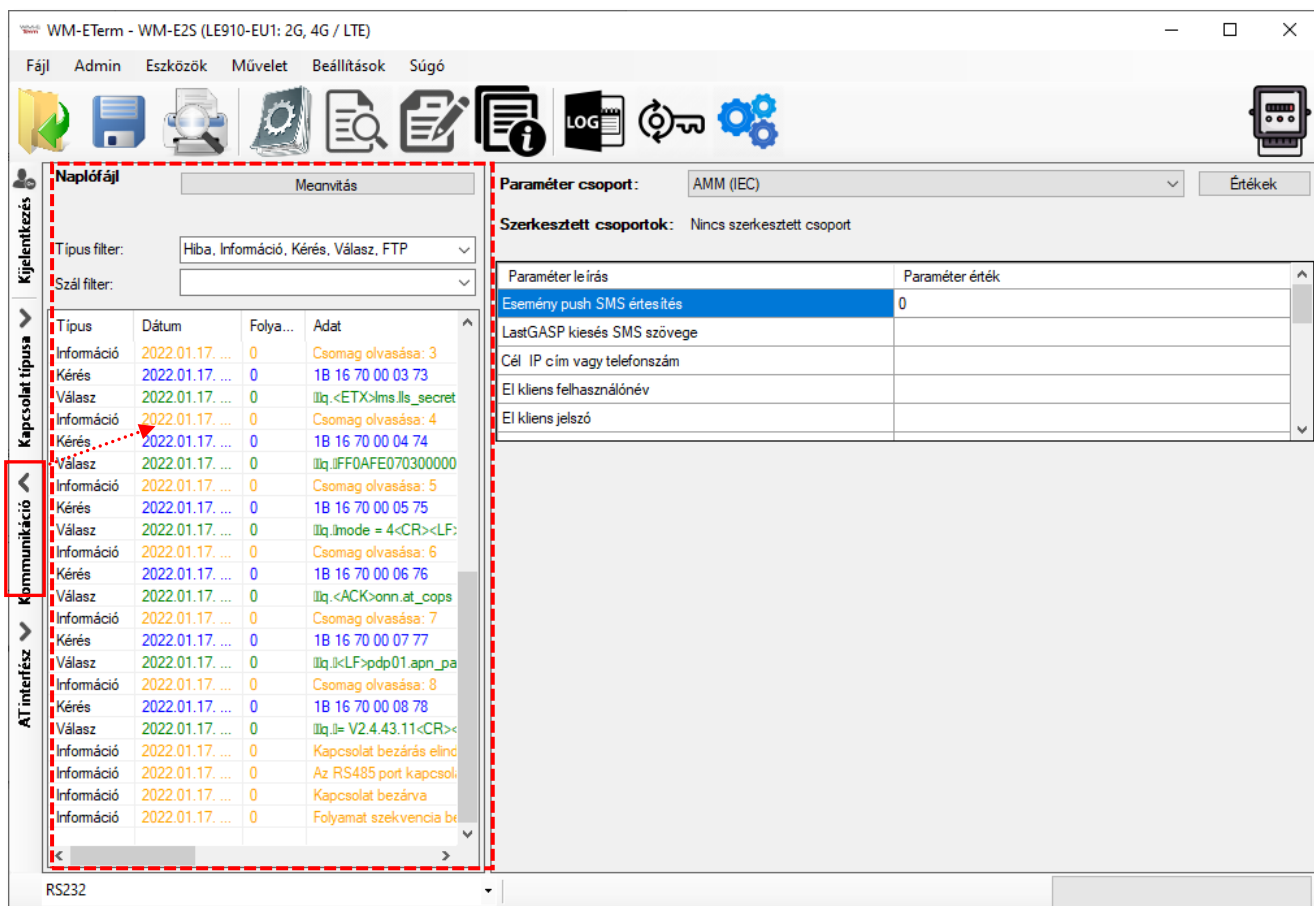 WM-ETerm - WM-E2S (LE910-EU1: 2G, 4G / LTE)
Fájl Admin Eszközök Művelet Beállítások Súgó
LOG
Kijelentkezés
Kapcsolat típusa
Kommunikáció
AT interfész
Naplófájl
Megnyitás
Típus filter: Hiba, Információ, Kérés, Válasz, FTP
Szál filter:
Típus Dátum Folya... Adat
Információ 2022.01.17. ... 0 Csomag olvasása: 3
Kérés 2022.01.17. ... 0 1B 16 70 00 03 73
Válasz 2022.01.17. ... 0 q.<ETX>lms.lls_secret
Információ 2022.01.17. ... 0 Csomag olvasása: 4
Kérés 2022.01.17. ... 0 1B 16 70 00 04 74
Válasz 2022.01.17. ... 0 q.FF0AFE070300000
Információ 2022.01.17. ... 0 Csomag olvasása: 5
Kérés 2022.01.17. ... 0 1B 16 70 00 05 75
Válasz 2022.01.17. ... 0 q.mode = 4<CR><LF>
Információ 2022.01.17. ... 0 Csomag olvasása: 6
Kérés 2022.01.17. ... 0 1B 16 70 00 06 76
Válasz 2022.01.17. ... 0 q.<ACK>onn.at_cops
Információ 2022.01.17. ... 0 Csomag olvasása: 7
Kérés 2022.01.17. ... 0 1B 16 70 00 07 77
Válasz 2022.01.17. ... 0 q.<LF>pdp01.apn_pa
Információ 2022.01.17. ... 0 Csomag olvasása: 8
Kérés 2022.01.17. ... 0 1B 16 70 00 08 78
Válasz 2022.01.17. ... 0 q.= V2.4.43.11<CR><
Információ 2022.01.17. ... 0 Kapcsolat bezárás elind
Információ 2022.01.17. ... 0 Az RS485 port kapcsol
Információ 2022.01.17. ... 0 Kapcsolat bezárva
Információ 2022.01.17. ... 0 Folyamat szekvencia be
Paraméter csoport: AMM (IEC) Értékek
Szerkesztett csoportok: Nincs szerkesztett csoport
Paraméter leírás Paraméter érték
Esemény push SMS értesítés 0
LastGASP kiesés SMS szövege
Cél IP cím vagy telefonszám
EI kliens felhasználónév
EI kliens jelszó
RS232